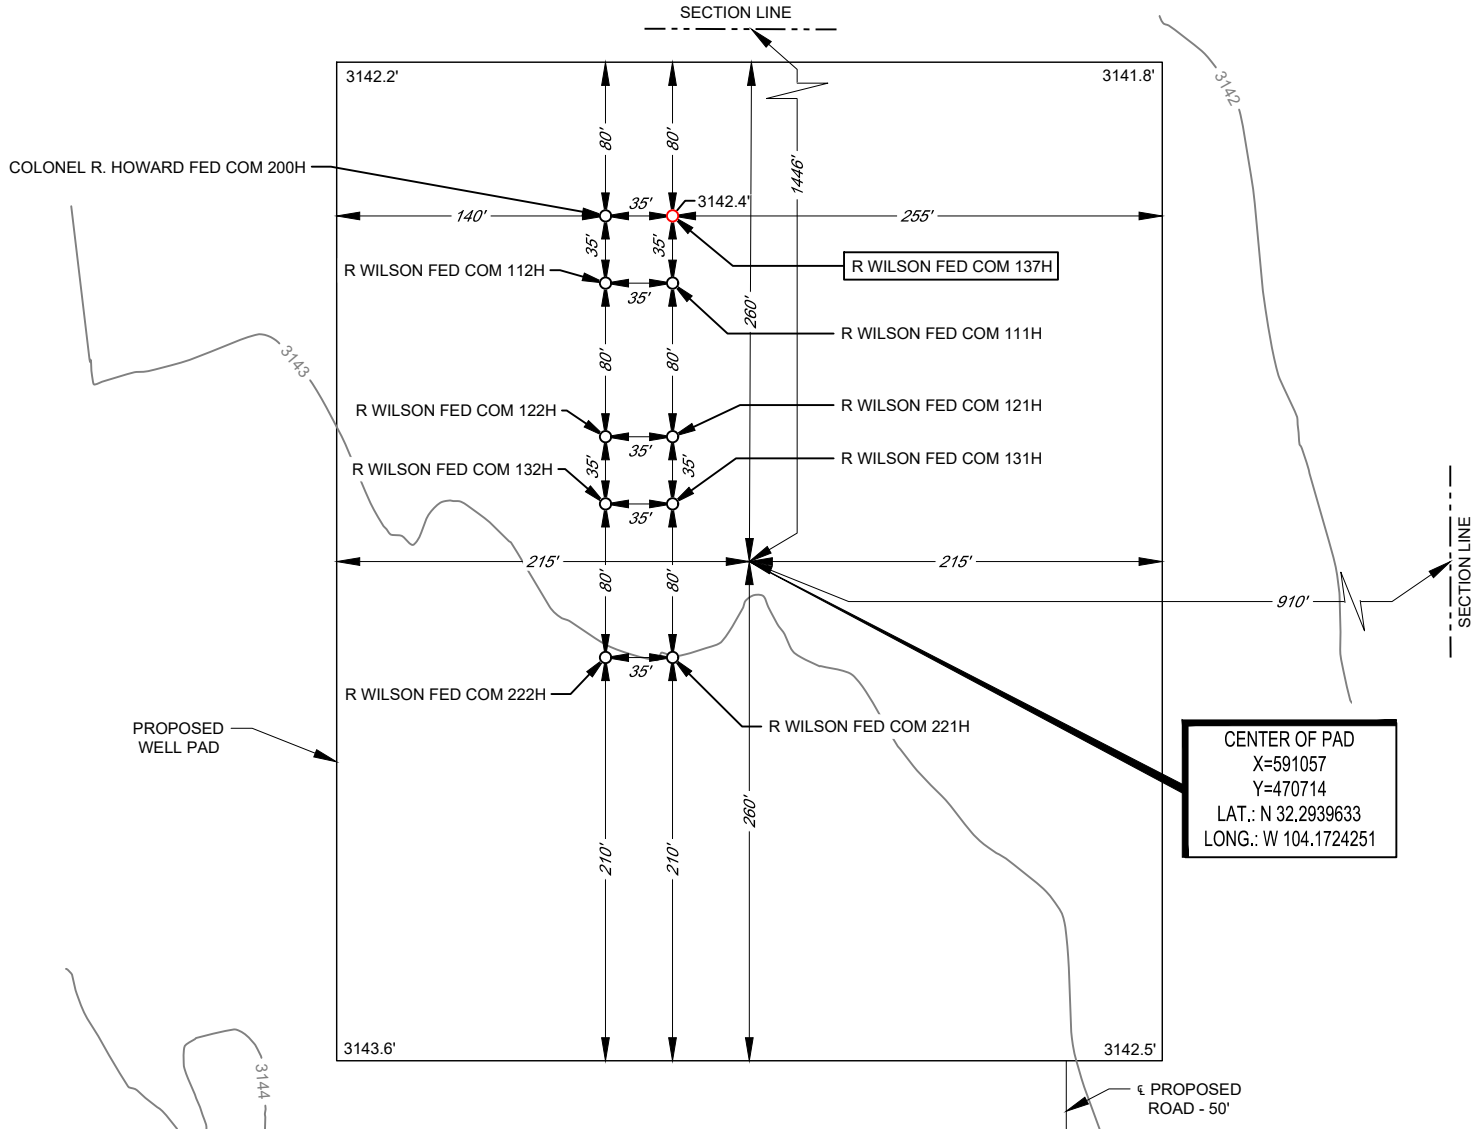 SECTION LINE
3142.2'
3141.8'
3142
80'
80'
1446'
COLONEL R. HOWARD FED COM 200H
35'
3142.4'
140'
255'
35'
35'
R WILSON FED COM 137H
R WILSON FED COM 112H
35'
260'
R WILSON FED COM 111H
3143
80'
80'
R WILSON FED COM 122H
R WILSON FED COM 121H
35'
R WILSON FED COM 132H
35'
35'
R WILSON FED COM 131H
35'
215'
215'
80'
80'
910'
SECTION LINE
35'
R WILSON FED COM 222H
R WILSON FED COM 221H
PROPOSED
WELL PAD
CENTER OF PAD
X=591057
Y=470714
LAT.: N 32.2939633
LONG.: W 104.1724251
260'
210'
210'
3143.6'
3142.5'
3144
℄ PROPOSED
ROAD - 50'